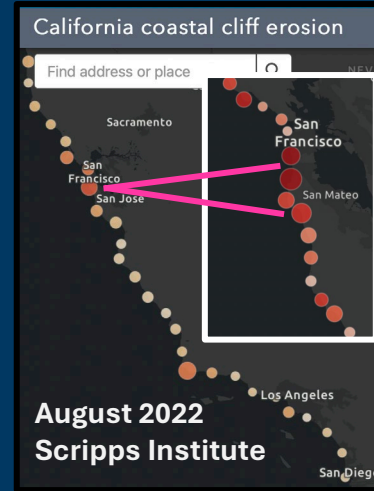 California coastal cliff erosion
Find address or place
NEV
Sacramento
San
Francisco
San Jose
San
Francisco
San Mateo
Los Angeles
August 2022
Scripps Institute
San Diego